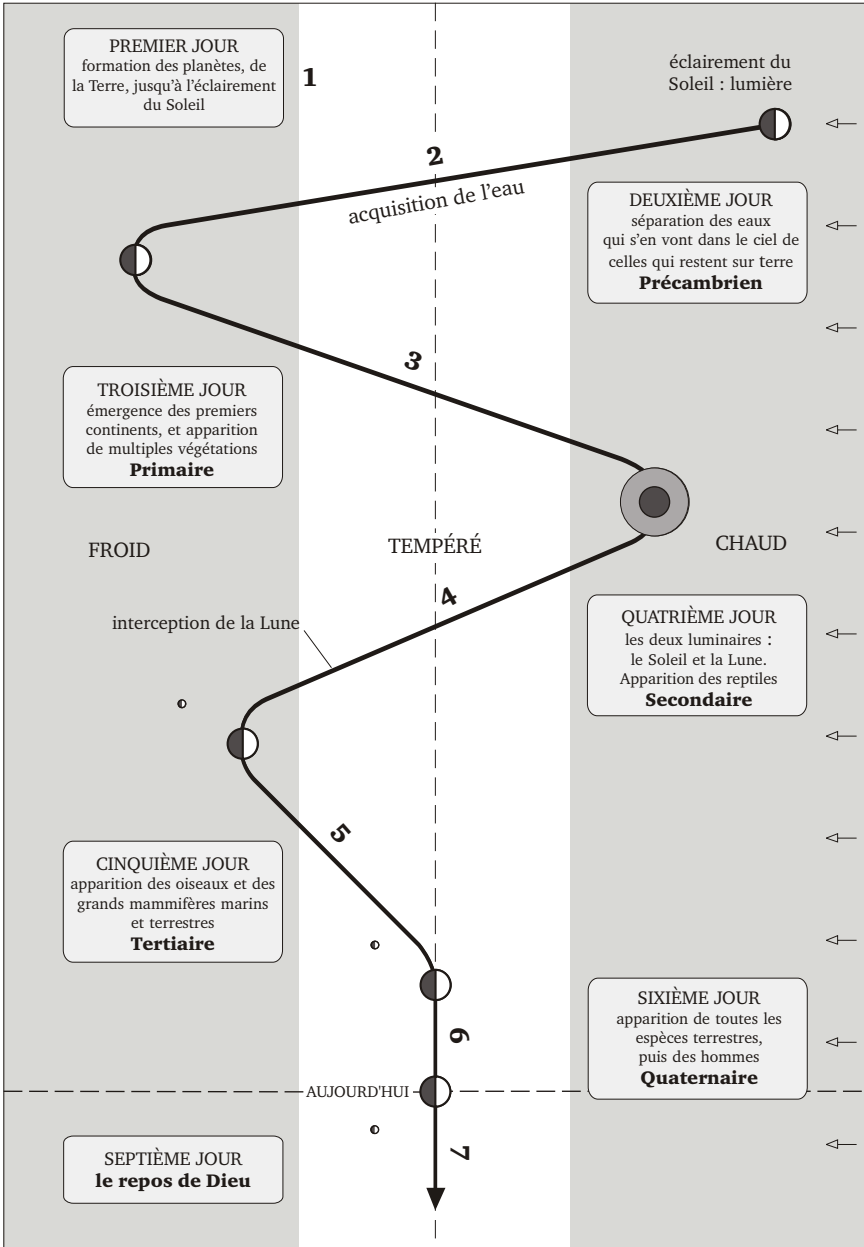 PREMIER JOUR
formation des planètes, de
la Terre, jusqu'à l'éclairement
du Soleil
1
éclairement du
Soleil : lumière
2
acquisition de l'eau
DEUXIÈME JOUR
séparation des eaux
qui s'en vont dans le ciel de
celles qui restent sur terre
Précambrien
3
TROISIÈME JOUR
émergence des premiers
continents, et apparition
de multiples végétations
Primaire
FROID
TEMPÉRÉ
CHAUD
4
interception de la Lune
QUATRIÈME JOUR
les deux luminaires :
le Soleil et la Lune.
Apparition des reptiles
Secondaire
5
CINQUIÈME JOUR
apparition des oiseaux et des
grands mammifères marins
et terrestres
Tertiaire
SIXIÈME JOUR
apparition de toutes les
espèces terrestres,
puis des hommes
Quaternaire
6
AUJOURD'HUI
7
SEPTIÈME JOUR
le repos de Dieu